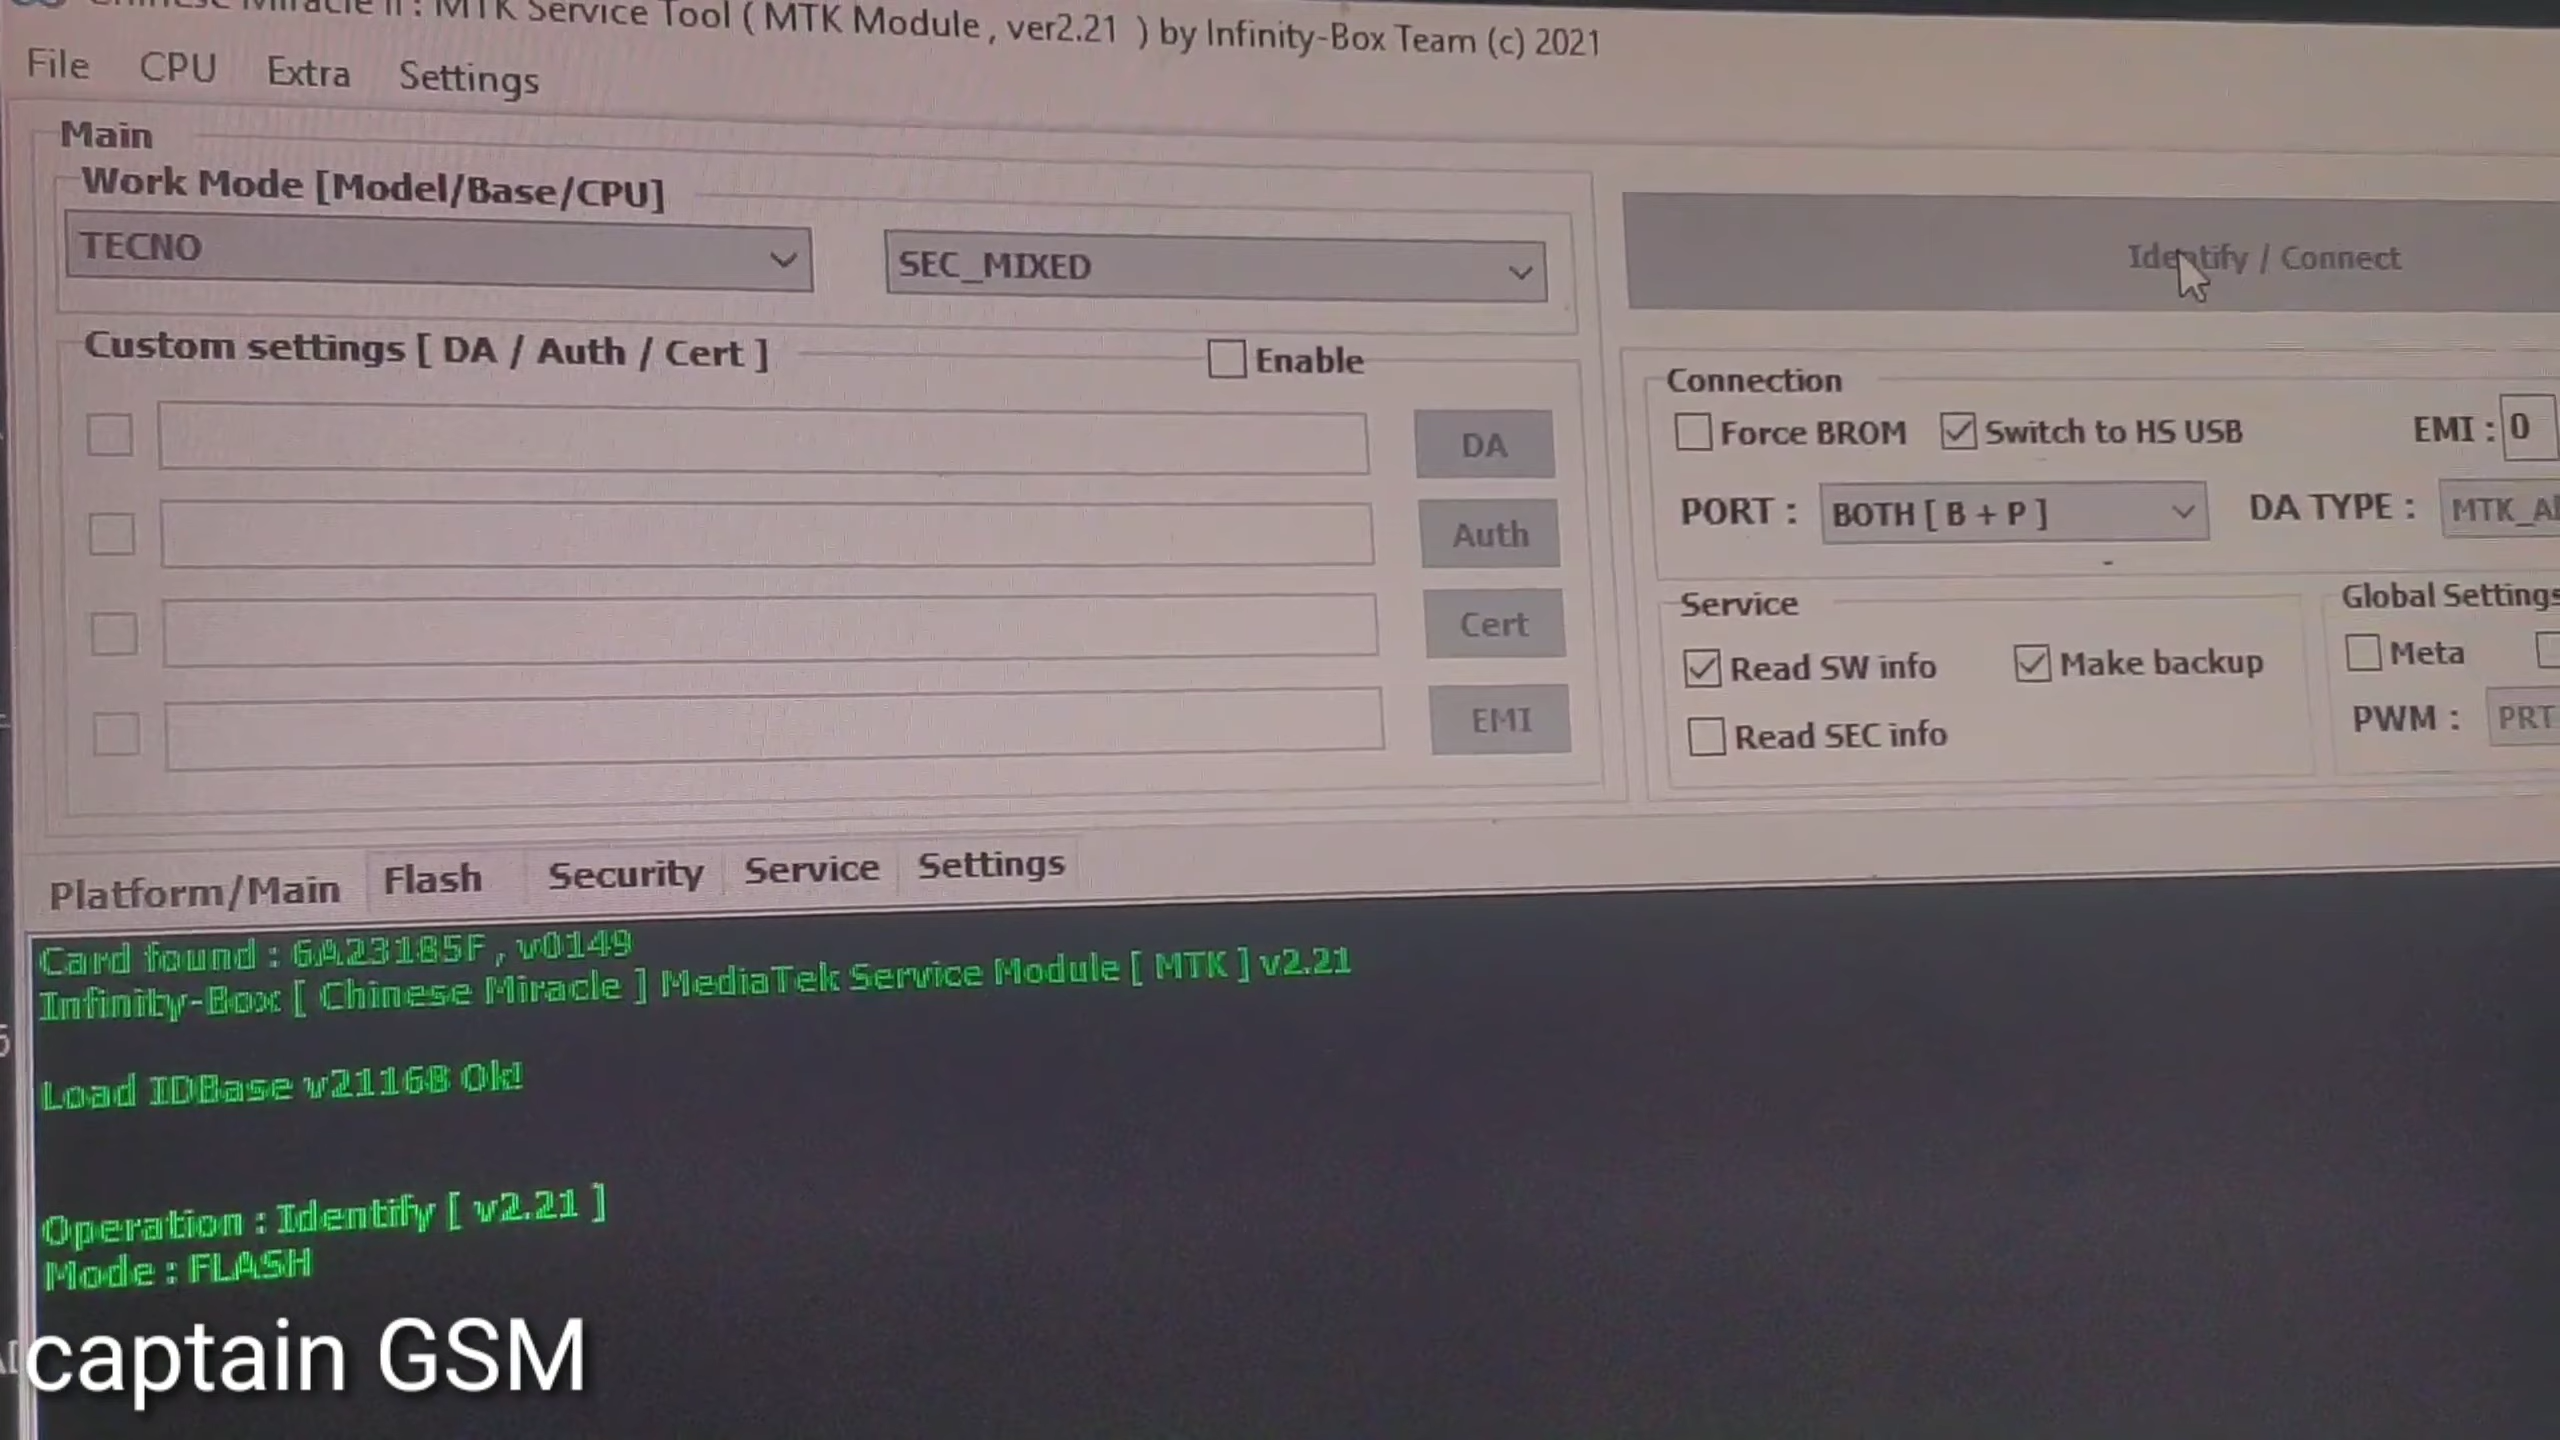 Miracle II : MTK Service Tool ( MTK Module , ver2.21 ) by Infinity-Box Team (c) 2021
File CPU Extra Settings
Main
Work Mode [Model/Base/CPU]
TECNO SEC_MIXED
Identify / Connect
Custom settings [ DA / Auth / Cert ] Enable
DA
Auth
Cert
EMI
Connection
Force BROM Switch to HS USB EMI : 0
PORT : BOTH [ B + P ] DA TYPE :
Service
Read SW info Make backup
Read SEC info
Global Settings
Meta
PWM : PRT
Platform/Main Flash Security Service Settings
Card found : 6A23185F , v0149
Infinity-Box [ Chinese Miracle ] MediaTek Service Module [ MTK ] v2.21
Load IDBase v21168 Ok!
Operation : Identify [ v2.21 ]
Mode : FLASH
captain GSM